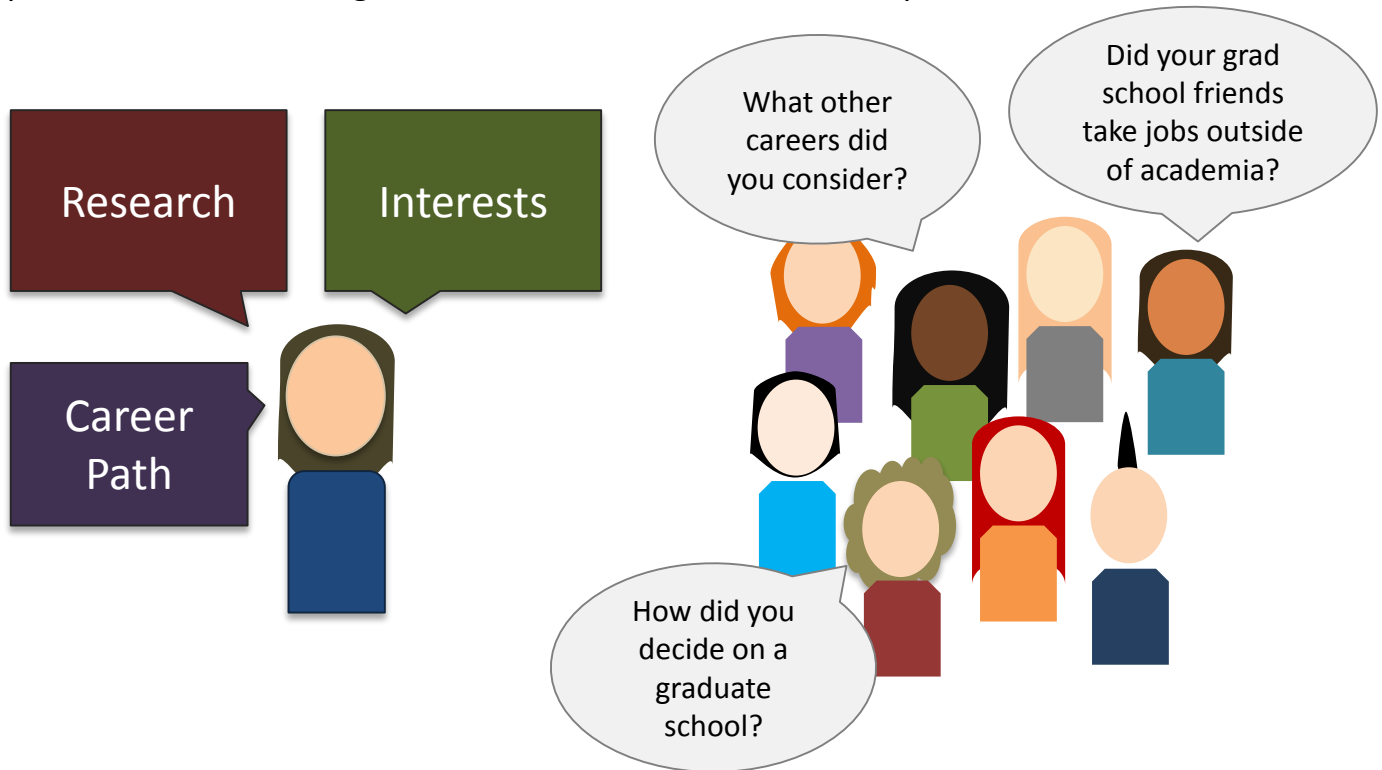 Research
Interests
Career
Path
What other
careers did
you consider?
Did your grad
school friends
take jobs outside
of academia?
How did you
decide on a
graduate
school?